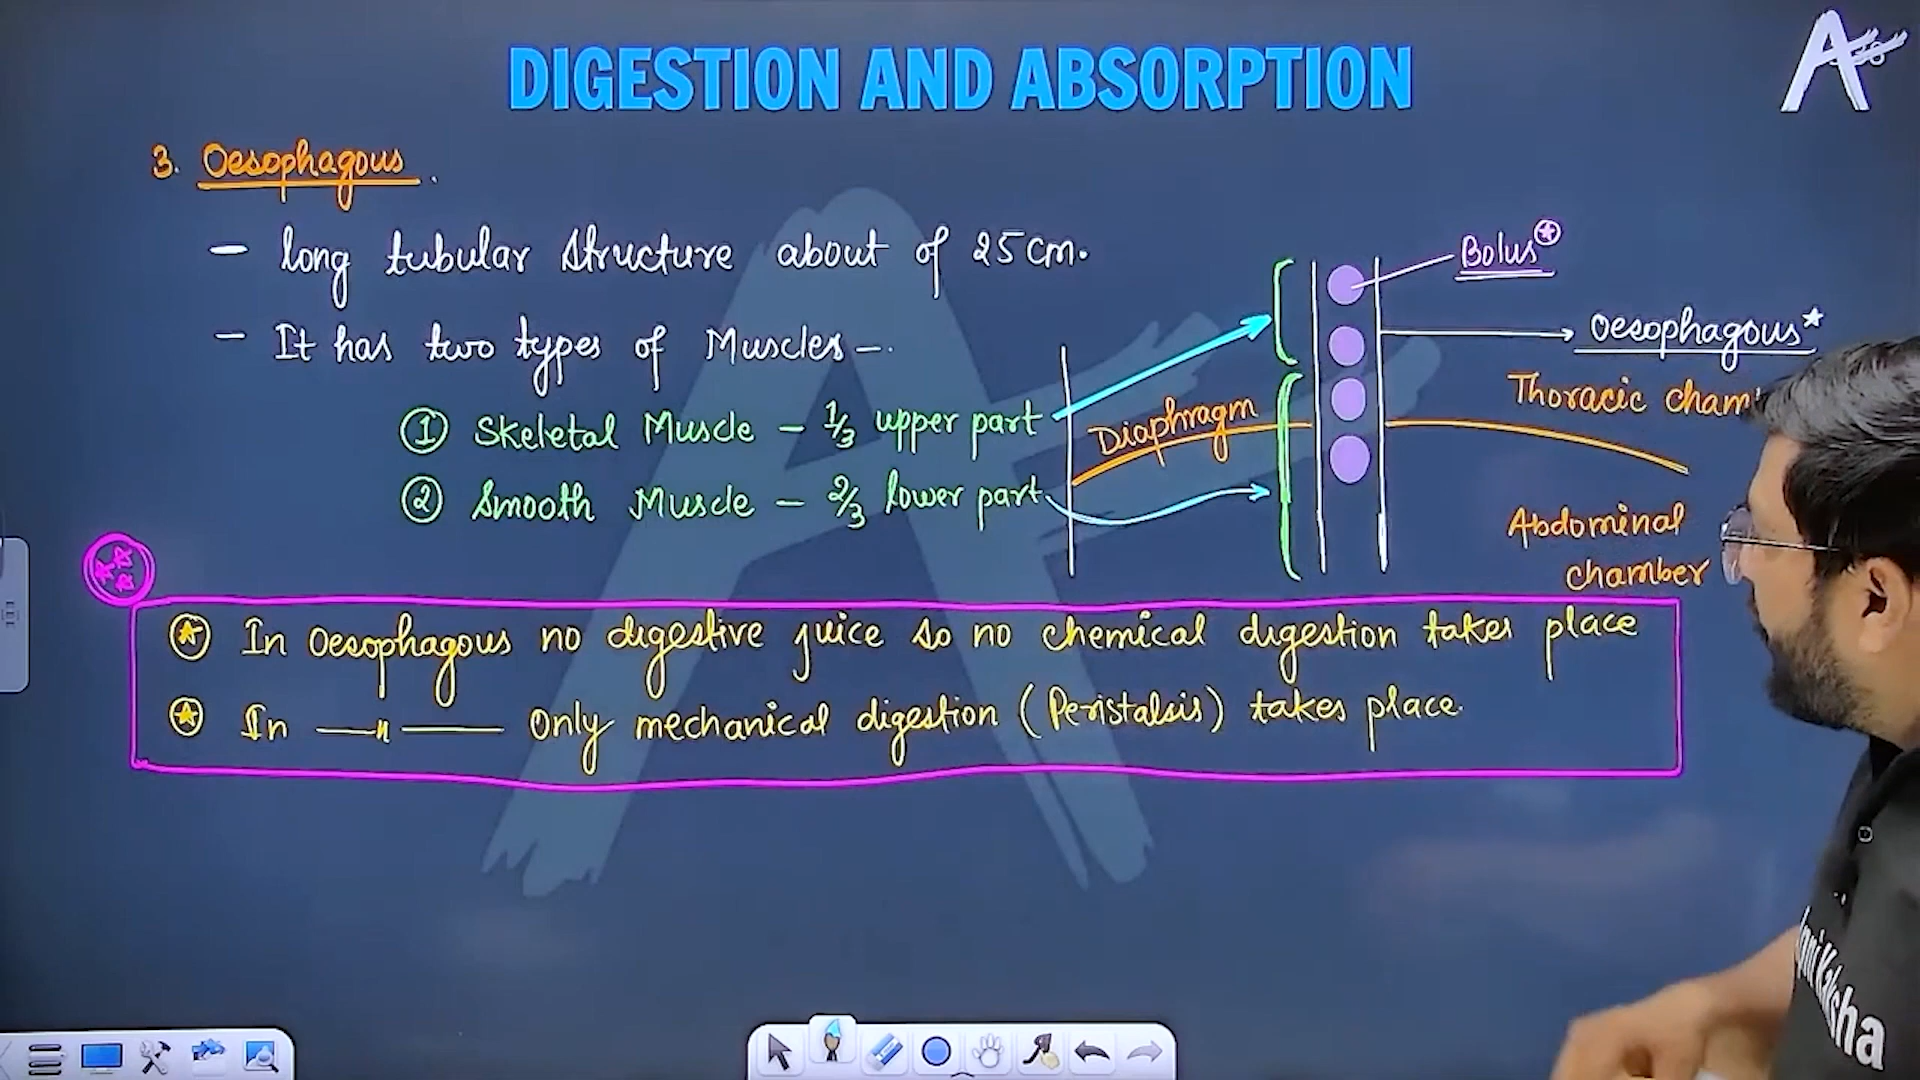 DIGESTION AND ABSORPTION
3. Oesophagous
- long tubular structure about of 25cm.
- It has two types of Muscles -
① Skeletal Muscle - 1/3 upper part
② Smooth Muscle - 2/3 lower part
Bolus
Oesophagous
Diaphragm
Thoracic cham
Abdominal
chamber
In Oesophagous no digestive juice so no chemical digestion takes place
In —〃— Only mechanical digestion (Peristalsis) takes place.